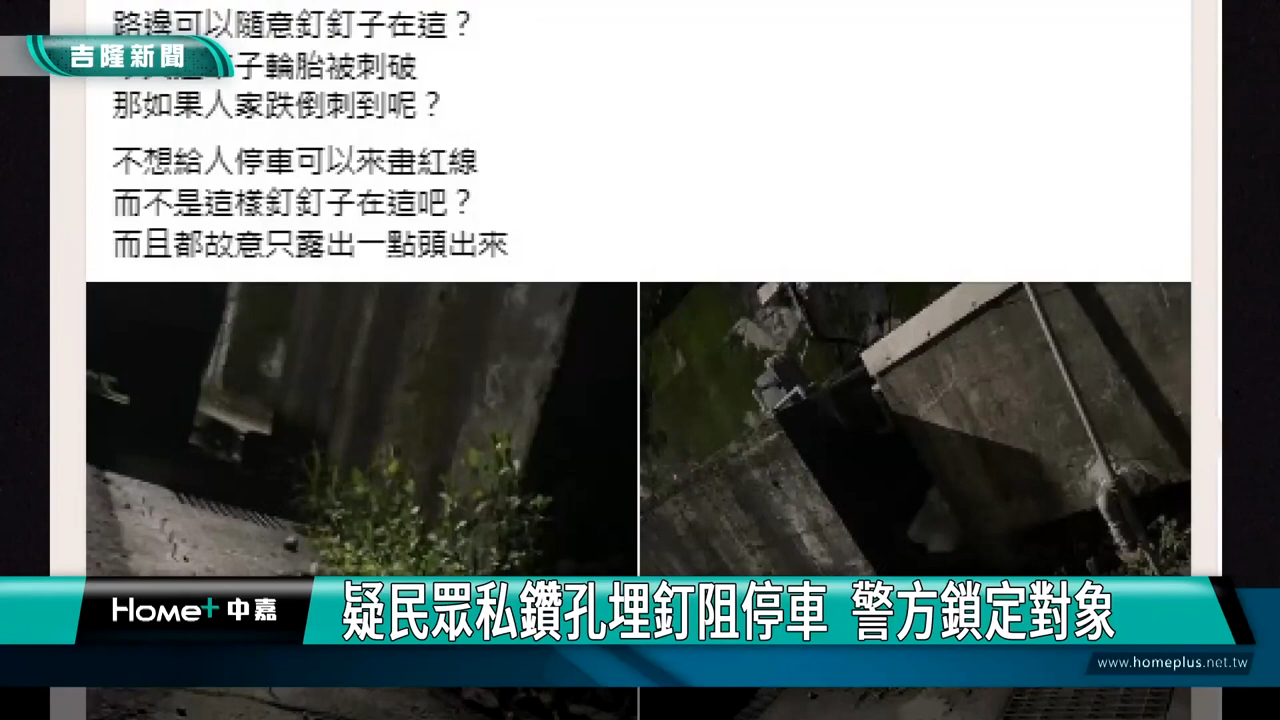 路邊可以隨意釘釘子在這？
吉隆新聞
子輪胎被刺破
那如果人家跌倒刺到呢？
不想給人停車可以來畫紅線
而不是這樣釘釘子在這吧？
而且都故意只露出一點頭出來
Home+中嘉
疑民眾私鑽孔埋釘阻停車 警方鎖定對象
www.homeplus.net.tw